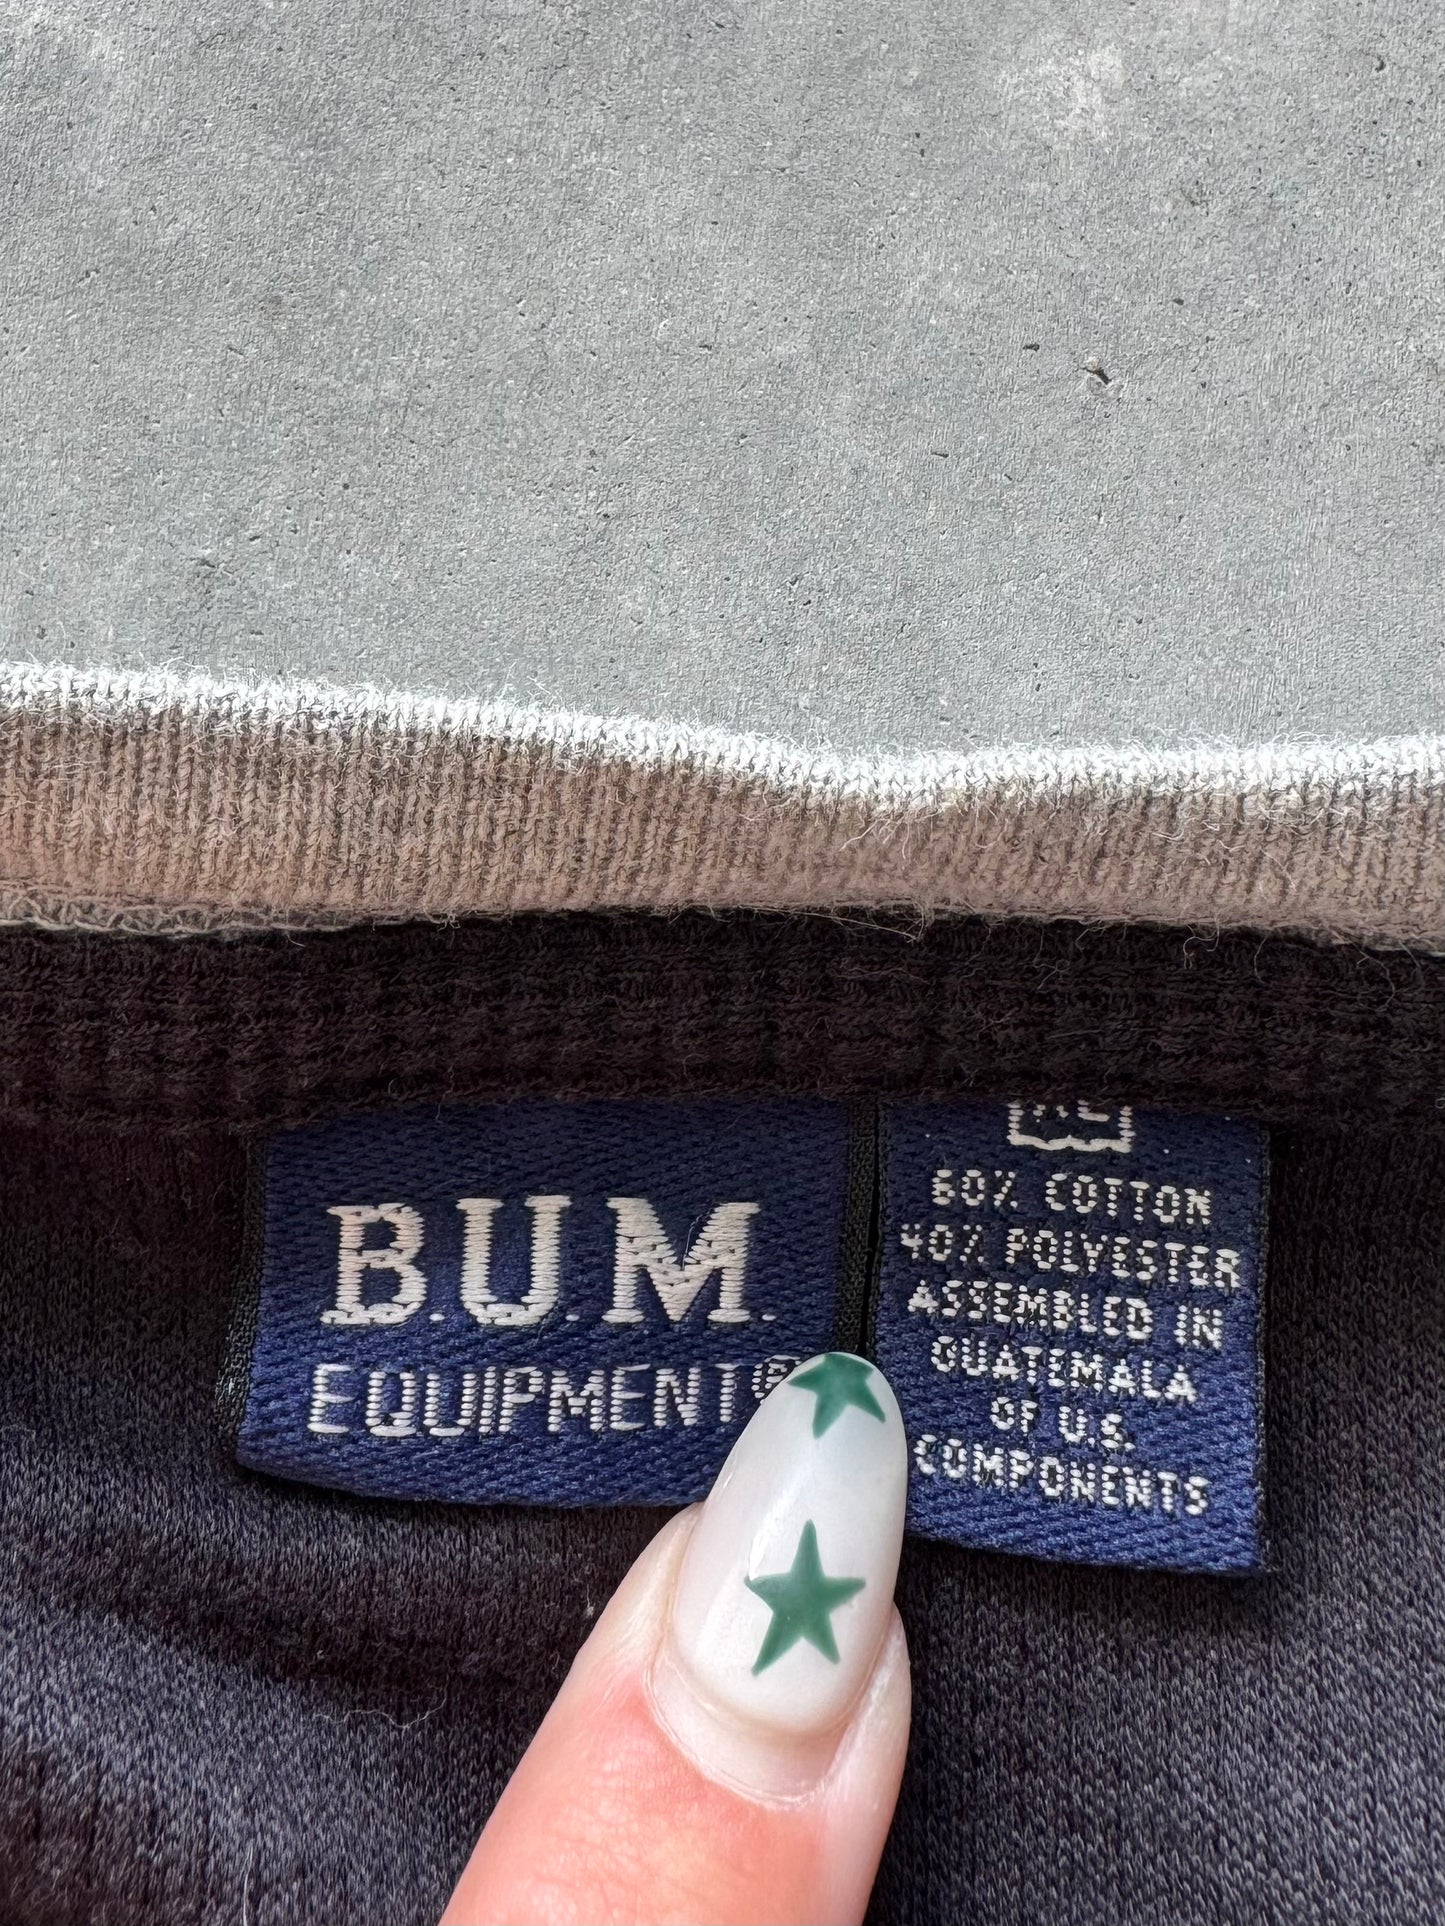 B.U.M.
EQUIPMENT®
60% COTTON
40% POLYESTER
ASSEMBLED IN
GUATEMALA
OF U.S.
COMPONENTS